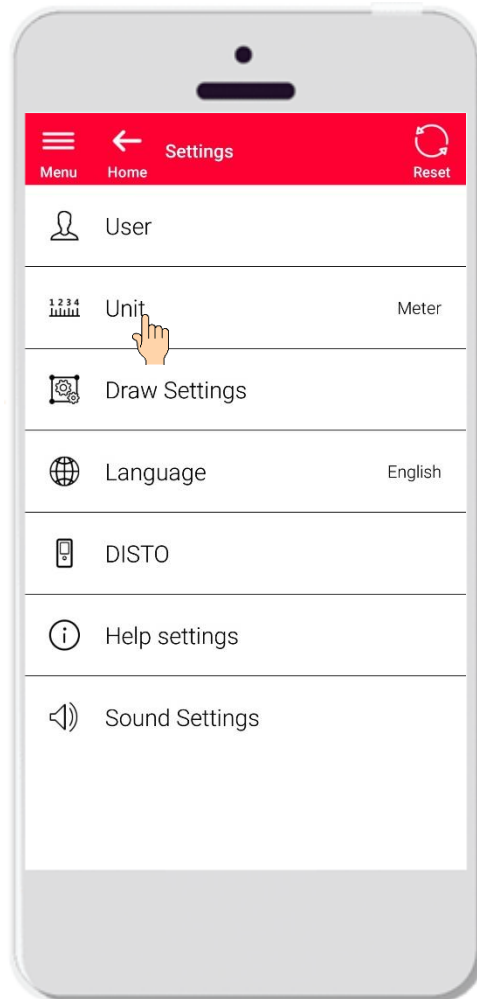 Settings
Menu Home Reset
User
1 2 3 4
Unit Meter
Draw Settings
Language English
DISTO
Help settings
Sound Settings